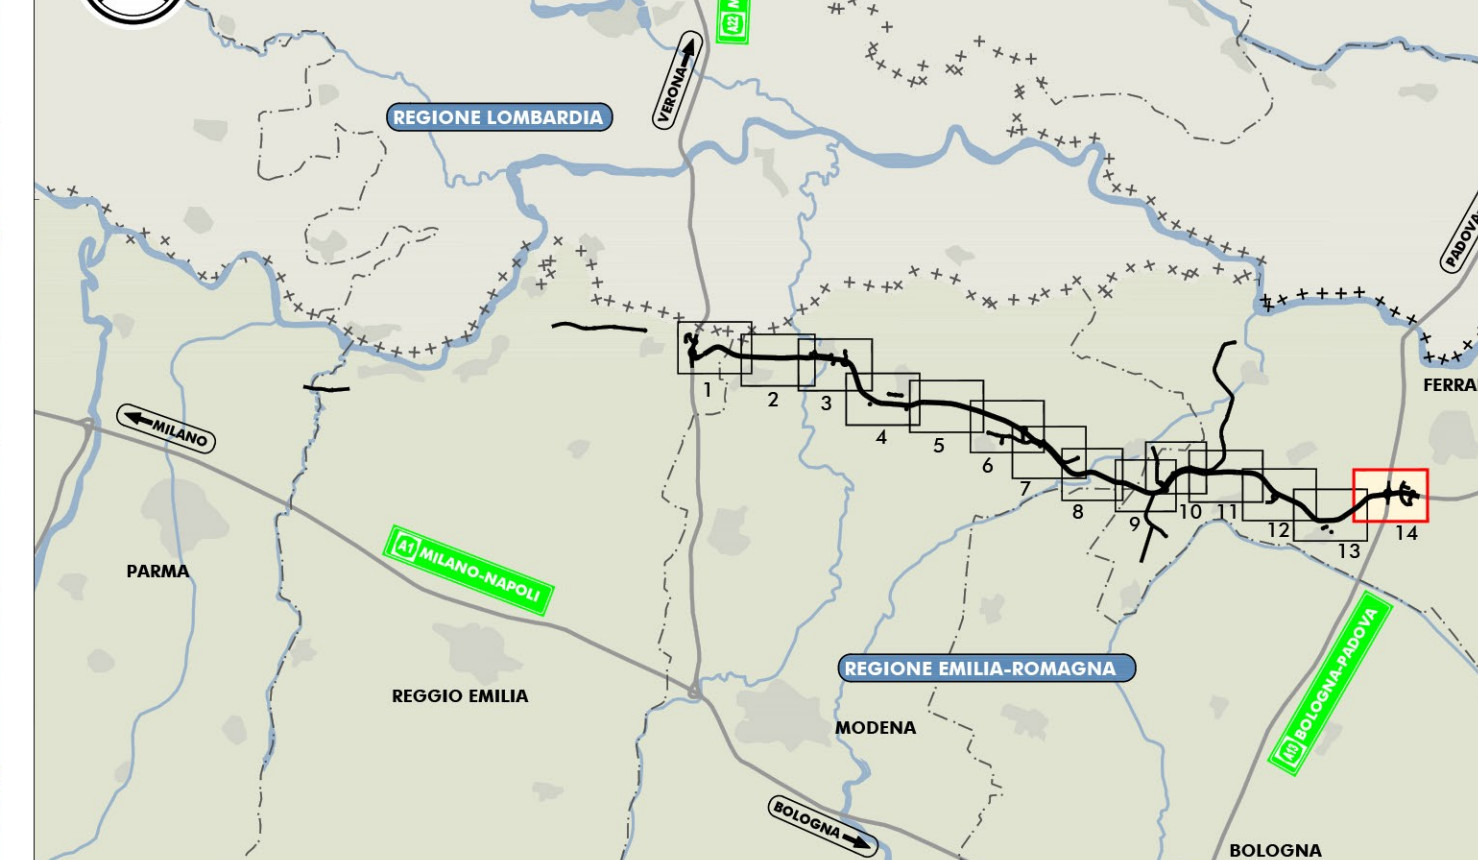 A22
VERONA
REGIONE LOMBARDIA
PADOVA
1
2
3
4
5
6
7
8
9
10
11
12
13
14
MILANO
PARMA
A1 MILANO-NAPOLI
REGGIO EMILIA
REGIONE EMILIA-ROMAGNA
MODENA
BOLOGNA
A13 BOLOGNA-PADOVA
BOLOGNA
FERRA